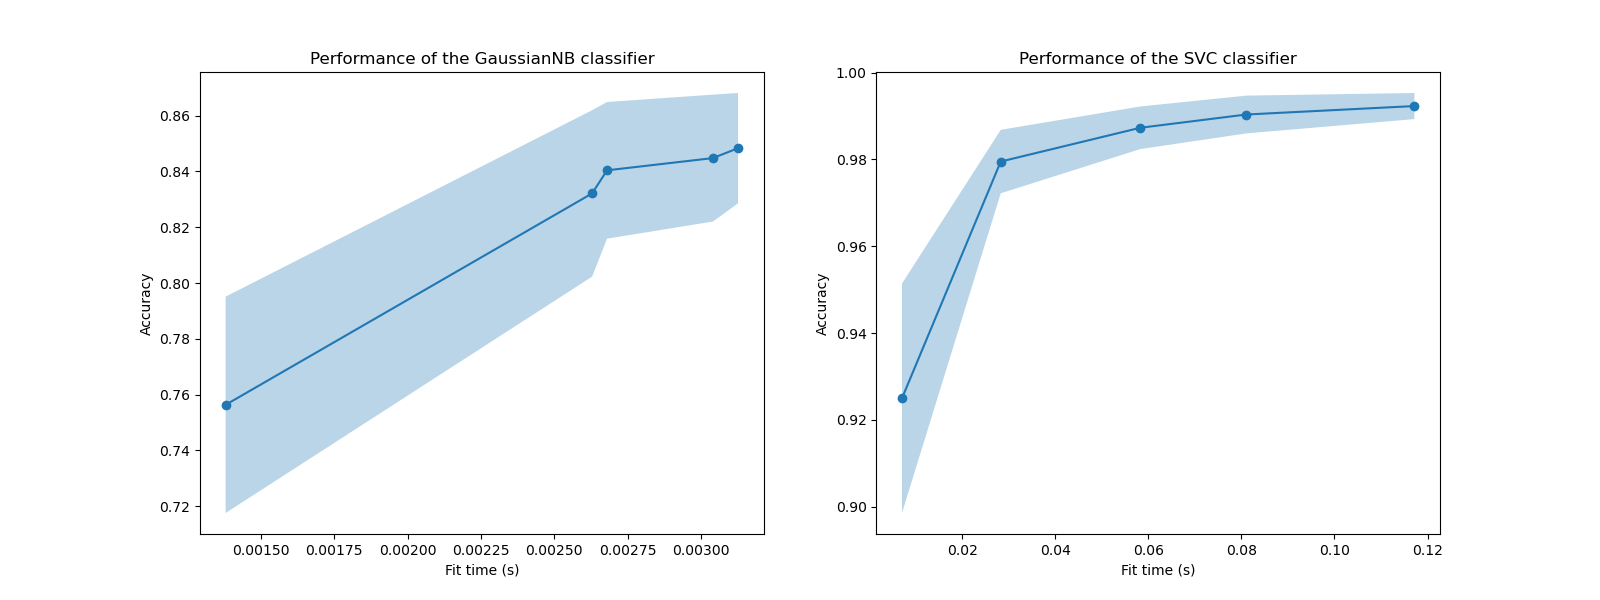 Performance of the GaussianNB classifier
0.86
0.84
0.82
0.80
0.78
0.76
0.74
0.72
Accuracy
0.00150 0.00175 0.00200 0.00225 0.00250 0.00275 0.00300
Fit time (s)
Performance of the SVC classifier
1.00
0.98
0.96
0.94
0.92
0.90
Accuracy
0.02 0.04 0.06 0.08 0.10 0.12
Fit time (s)